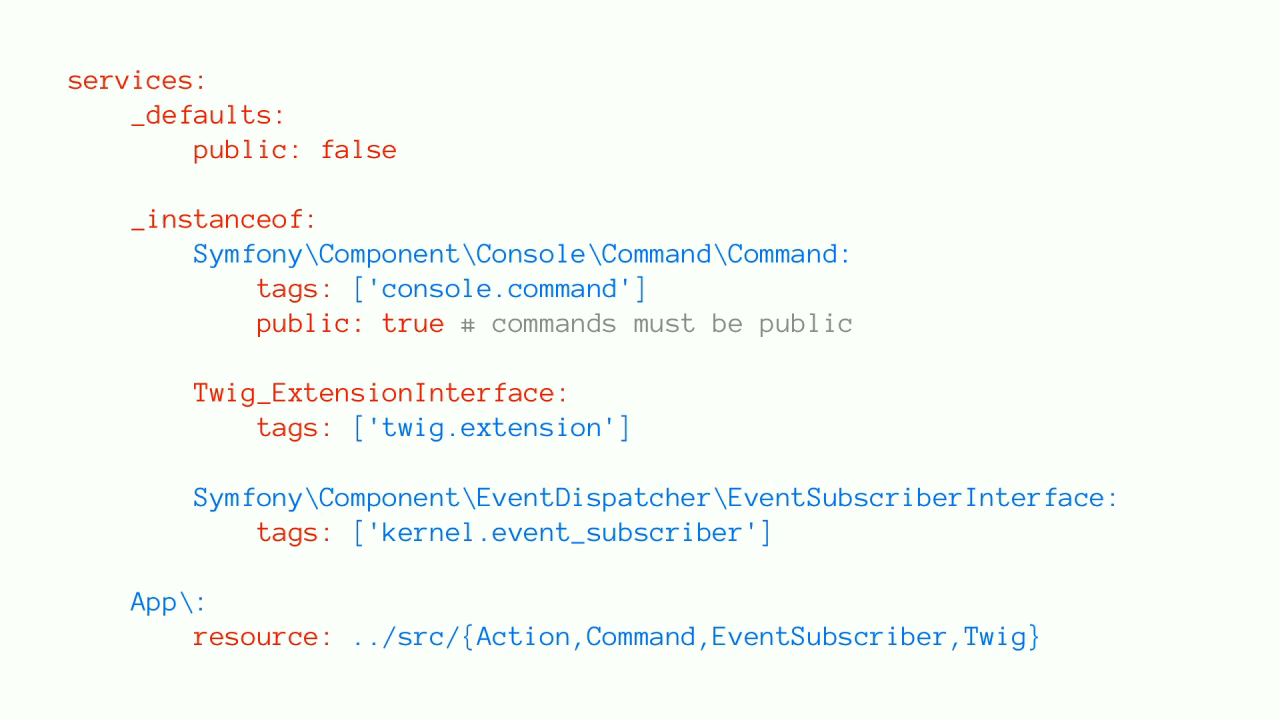 services:
    _defaults:
        public: false
    _instanceof:
        Symfony\Component\Console\Command\Command:
            tags: ['console.command']
            public: true # commands must be public
        Twig_ExtensionInterface:
            tags: ['twig.extension']
        Symfony\Component\EventDispatcher\EventSubscriberInterface:
            tags: ['kernel.event_subscriber']
    App\:
        resource: ../src/{Action,Command,EventSubscriber,Twig}